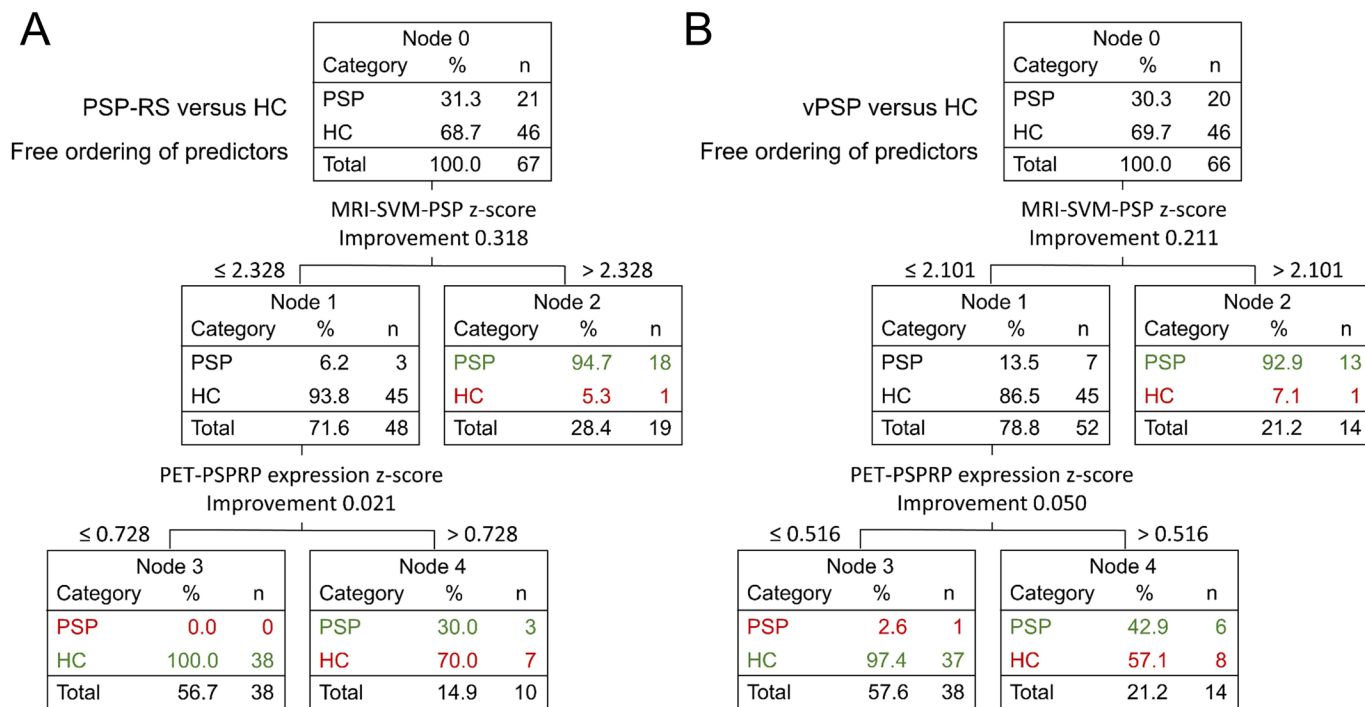 A
PSP-RS versus HC
Free ordering of predictors
Node 0
Category % n
PSP 31.3 21
HC 68.7 46
Total 100.0 67
MRI-SVM-PSP z-score
Improvement 0.318
≤ 2.328 > 2.328
Node 1
Category % n
PSP 6.2 3
HC 93.8 45
Total 71.6 48
Node 2
Category % n
PSP 94.7 18
HC 5.3 1
Total 28.4 19
PET-PSPRP expression z-score
Improvement 0.021
≤ 0.728 > 0.728
Node 3
Category % n
PSP 0.0 0
HC 100.0 38
Total 56.7 38
Node 4
Category % n
PSP 30.0 3
HC 70.0 7
Total 14.9 10
B
vPSP versus HC
Free ordering of predictors
Node 0
Category % n
PSP 30.3 20
HC 69.7 46
Total 100.0 66
MRI-SVM-PSP z-score
Improvement 0.211
≤ 2.101 > 2.101
Node 1
Category % n
PSP 13.5 7
HC 86.5 45
Total 78.8 52
Node 2
Category % n
PSP 92.9 13
HC 7.1 1
Total 21.2 14
PET-PSPRP expression z-score
Improvement 0.050
≤ 0.516 > 0.516
Node 3
Category % n
PSP 2.6 1
HC 97.4 37
Total 57.6 38
Node 4
Category % n
PSP 42.9 6
HC 57.1 8
Total 21.2 14